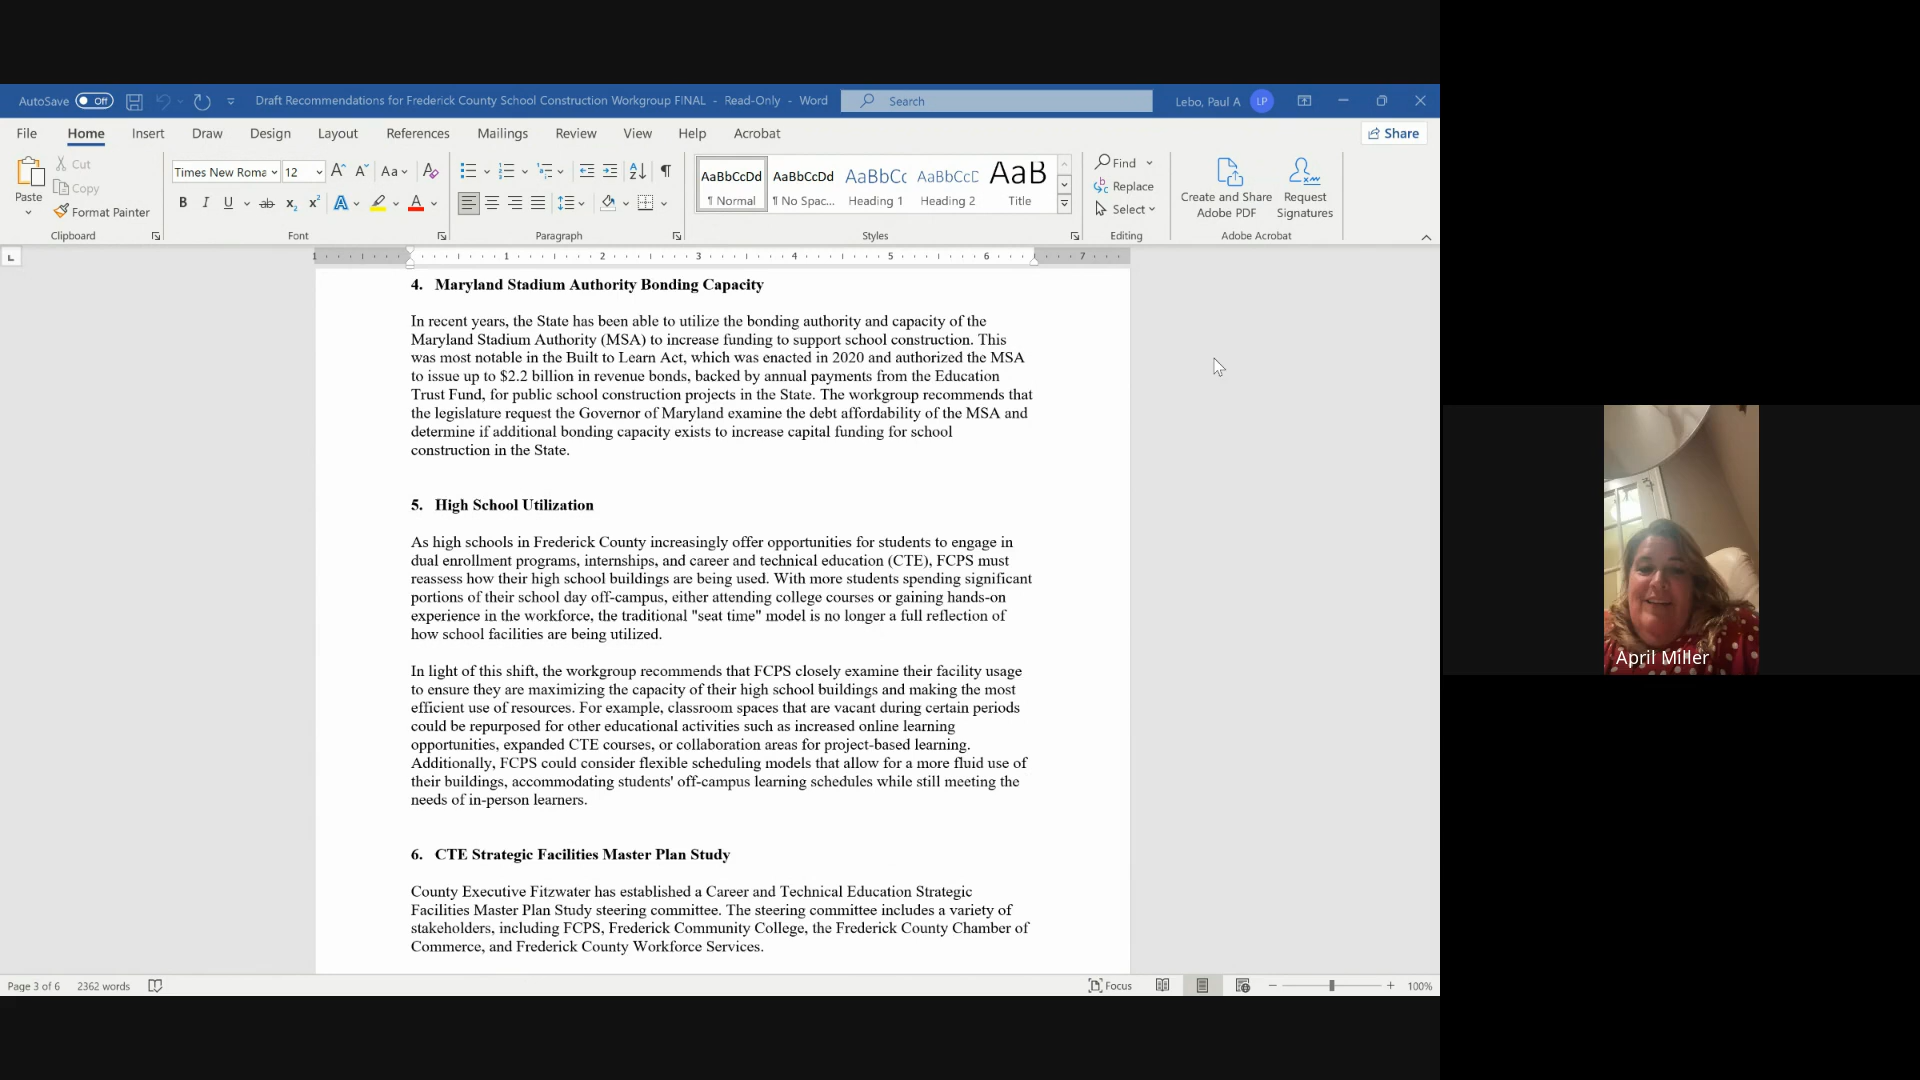 AutoSave Off Draft Recommendations for Frederick County School Construction Workgroup FINAL - Read-Only - Word Search Lebo, Paul A LP
File Home Insert Draw Design Layout References Mailings Review View Help Acrobat Share
Paste
Cut
Copy
Format Painter
Clipboard
Times New Roma 12
Font
Paragraph
AaBbCcDd AaBbCcDd AaBbCc AaBbCcC AaB
¶ Normal ¶ No Spac... Heading 1 Heading 2 Title
Styles
Find
Replace
Select
Editing
Create and Share
Adobe PDF
Request
Signatures
Adobe Acrobat
1 1 2 3 4 5 6 7
4. Maryland Stadium Authority Bonding Capacity
In recent years, the State has been able to utilize the bonding authority and capacity of the
Maryland Stadium Authority (MSA) to increase funding to support school construction. This
was most notable in the Built to Learn Act, which was enacted in 2020 and authorized the MSA
to issue up to $2.2 billion in revenue bonds, backed by annual payments from the Education
Trust Fund, for public school construction projects in the State. The workgroup recommends that
the legislature request the Governor of Maryland examine the debt affordability of the MSA and
determine if additional bonding capacity exists to increase capital funding for school
construction in the State.
5. High School Utilization
As high schools in Frederick County increasingly offer opportunities for students to engage in
dual enrollment programs, internships, and career and technical education (CTE), FCPS must
reassess how their high school buildings are being used. With more students spending significant
portions of their school day off-campus, either attending college courses or gaining hands-on
experience in the workforce, the traditional "seat time" model is no longer a full reflection of
how school facilities are being utilized.
In light of this shift, the workgroup recommends that FCPS closely examine their facility usage
to ensure they are maximizing the capacity of their high school buildings and making the most
efficient use of resources. For example, classroom spaces that are vacant during certain periods
could be repurposed for other educational activities such as increased online learning
opportunities, expanded CTE courses, or collaboration areas for project-based learning.
Additionally, FCPS could consider flexible scheduling models that allow for a more fluid use of
their buildings, accommodating students' off-campus learning schedules while still meeting the
needs of in-person learners.
6. CTE Strategic Facilities Master Plan Study
County Executive Fitzwater has established a Career and Technical Education Strategic
Facilities Master Plan Study steering committee. The steering committee includes a variety of
stakeholders, including FCPS, Frederick Community College, the Frederick County Chamber of
Commerce, and Frederick County Workforce Services.
Page 3 of 6 2362 words Focus 100%
April Miller